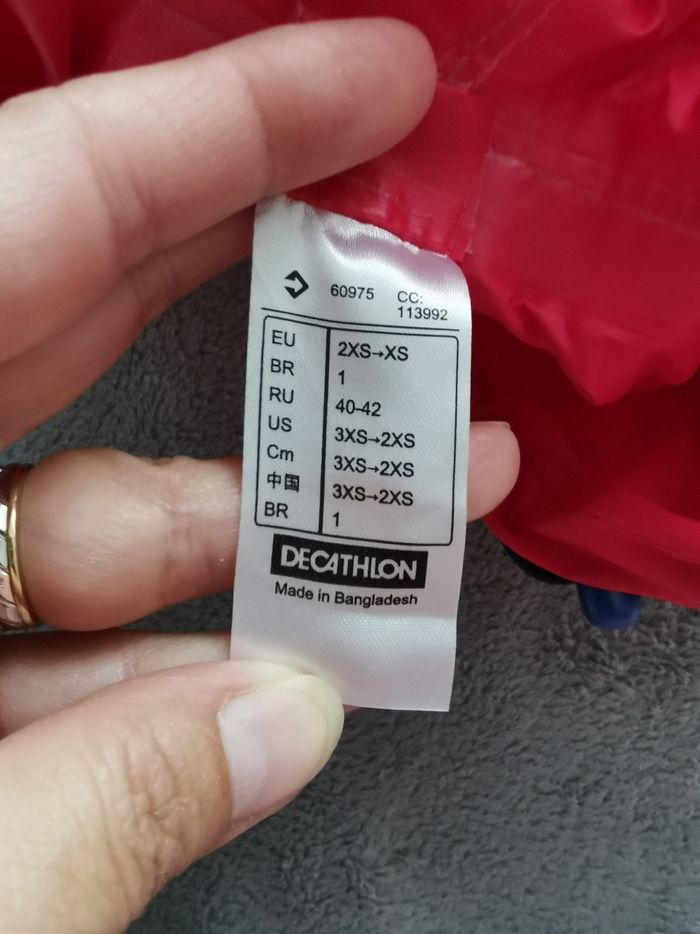 60975 CC:
113992
EU 2XS→XS
BR 1
RU 40-42
US 3XS→2XS
Cm 3XS→2XS
中国 3XS→2XS
BR 1
DECATHLON
Made in Bangladesh